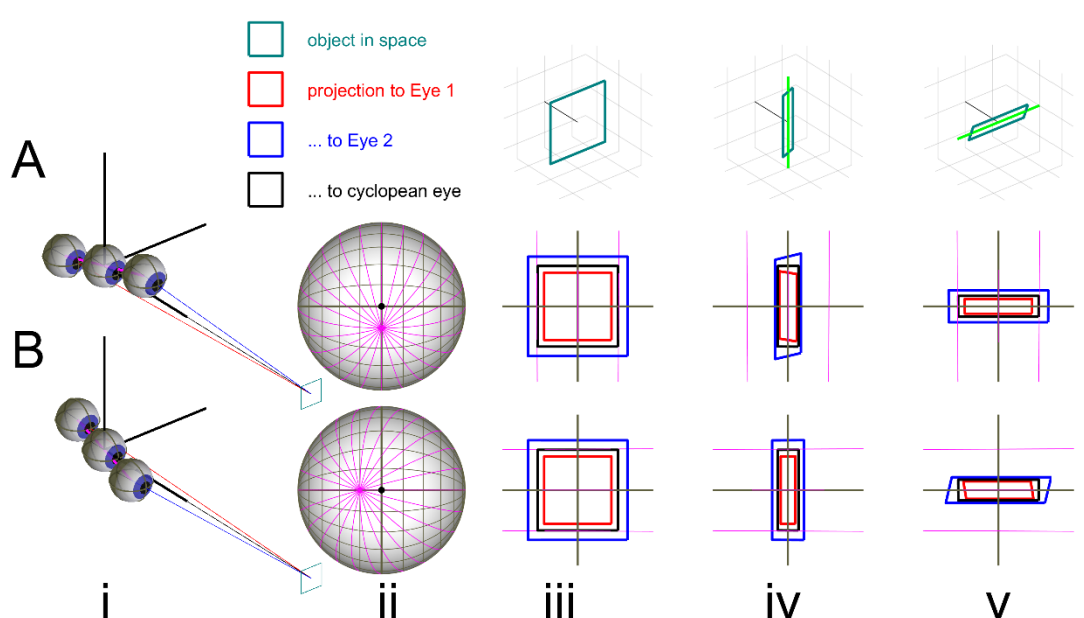 object in space
projection to Eye 1
... to Eye 2
... to cyclopean eye
A
B
i
ii
iii
iv
v